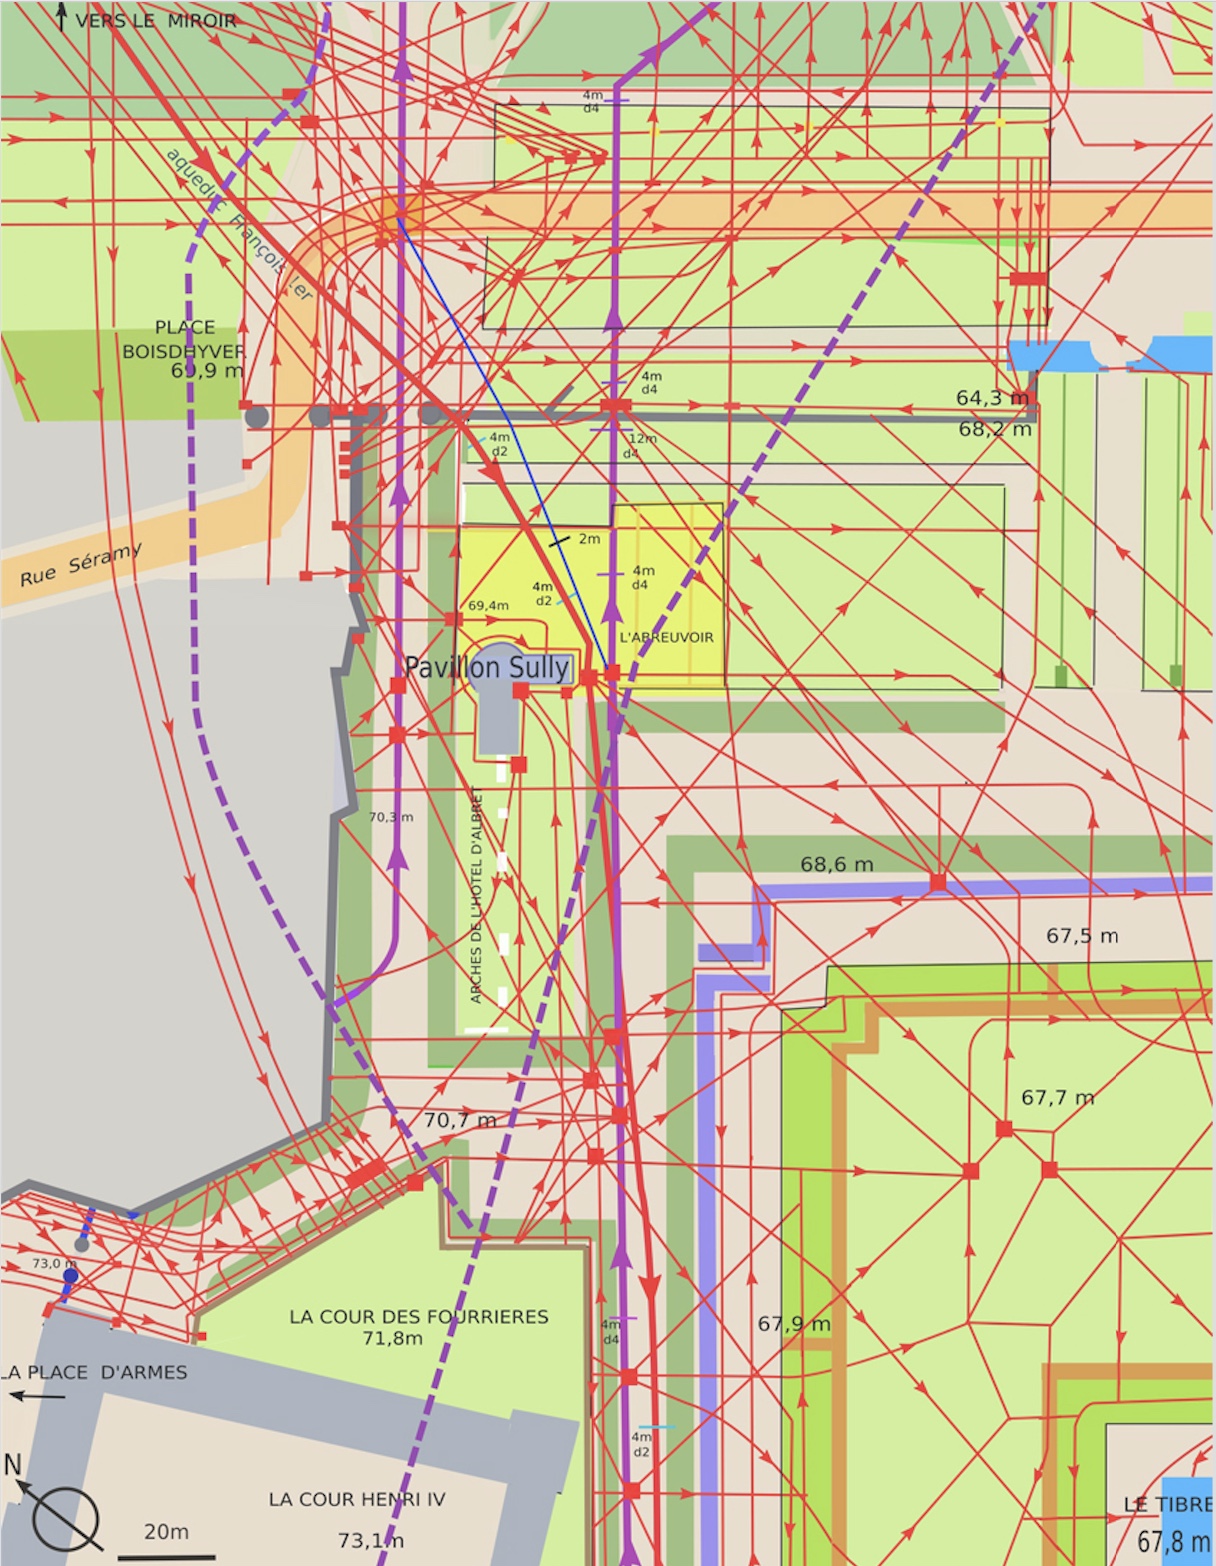 VERS LE MIROIR
4m
d4
aqueduc François 1er
PLACE
BOISDHYVER
69,9 m
4m
d4
64,3 m
68,2 m
4m
d2
12m
d4
Rue Séramy
2m
4m
d2
4m
d4
69,4m
L'ABREUVOIR
Pavillon Sully
70,3 m
ARCHES DE L'HOTEL D'ALBRET
68,6 m
67,5 m
67,7 m
70,7 m
73,0 m
LA COUR DES FOURRIERES
71,8m
4m
d4
67,9 m
LA PLACE D'ARMES
4m
d2
N
LA COUR HENRI IV
73,1m
20m
LE TIBRE
67,8 m